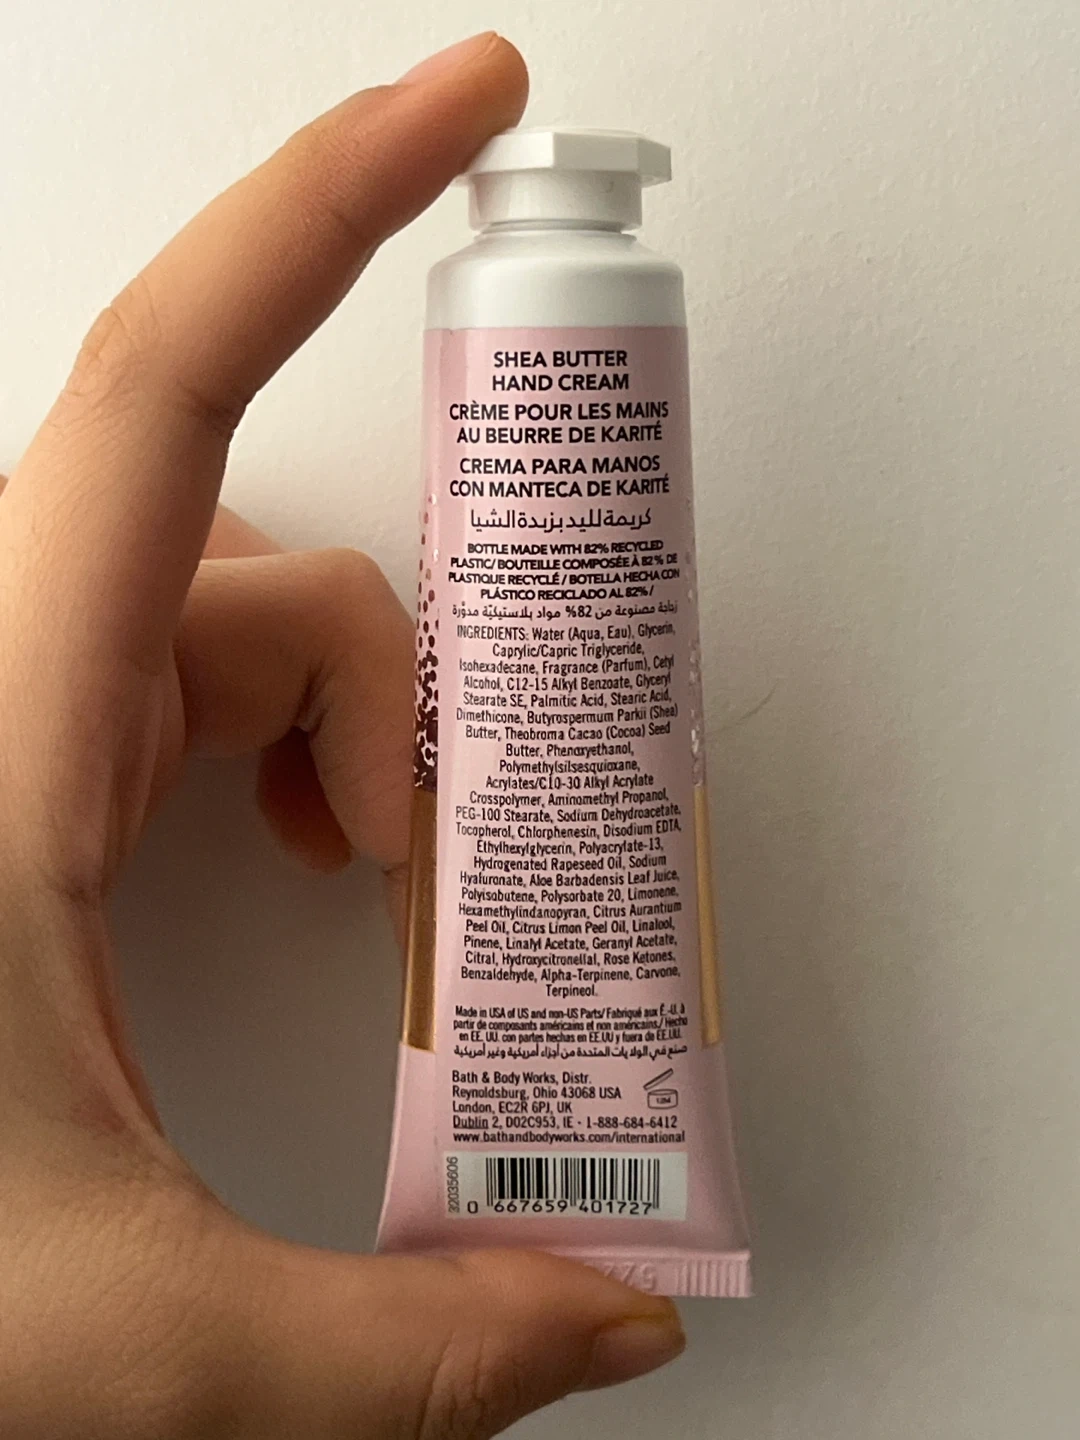 SHEA BUTTER
HAND CREAM
CRÈME POUR LES MAINS
AU BEURRE DE KARITÉ
CREMA PARA MANOS
CON MANTECA DE KARITÉ
كريمة لليد بزبدة الشيا
BOTTLE MADE WITH 82% RECYCLED
PLASTIC/ BOUTEILLE COMPOSÉE À 82% DE
PLASTIQUE RECYCLÉ / BOTELLA HECHA CON
PLÁSTICO RECICLADO AL 82% /
زجاجة مصنوعة من 82% مواد بلاستيكيّة مدوّرة
INGREDIENTS: Water (Aqua, Eau), Glycerin,
Caprylic/Capric Triglyceride,
Isohexadecane, Fragrance (Parfum), Cetyl
Alcohol, C12-15 Alkyl Benzoate, Glyceryl
Stearate SE, Palmitic Acid, Stearic Acid,
Dimethicone, Butyrospermum Parkii (Shea)
Butter, Theobroma Cacao (Cocoa) Seed
Butter, Phenoxyethanol,
Polymethylsilsesquioxane,
Acrylates/C10-30 Alkyl Acrylate
Crosspolymer, Aminomethyl Propanol,
PEG-100 Stearate, Sodium Dehydroacetate,
Tocopherol, Chlorphenesin, Disodium EDTA,
Ethylhexylglycerin, Polyacrylate-13,
Hydrogenated Rapeseed Oil, Sodium
Hyaluronate, Aloe Barbadensis Leaf Juice,
Polyisobutene, Polysorbate 20, Limonene,
Hexamethylindanopyran, Citrus Aurantium
Peel Oil, Citrus Limon Peel Oil, Linalool,
Pinene, Linalyl Acetate, Geranyl Acetate,
Citral, Hydroxycitronellal, Rose Ketones,
Benzaldehyde, Alpha-Terpinene, Carvone,
Terpineol.
Made in USA of US and non-US Parts/ Fabriqué aux É.-U. à
partir de composants américains et non américains./ Hecho
en EE. UU. con partes hechas en EE.UU y fuera de EE.UU.
صنع في الولايات المتحدة من أجزاء أمريكية وغير أمريكية
Bath & Body Works, Distr.
Reynoldsburg, Ohio 43068 USA
London, EC2R 6PJ, UK
Dublin 2, D02C953, IE • 1-888-684-6412
www.bathandbodyworks.com/international
32035606
0 667659 401727